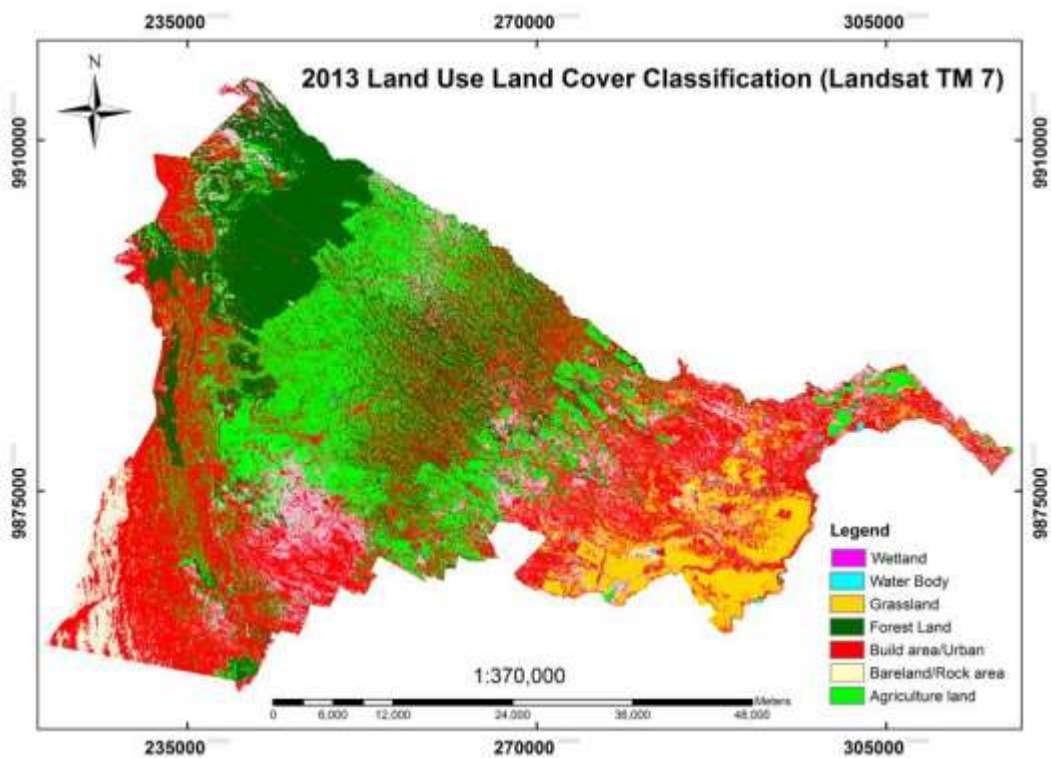 235000 270000 305000
N
2013 Land Use Land Cover Classification (Landsat TM 7)
9910000 9910000
9875000 9875000
Legend
Wetland
Water Body
Grassland
Forest Land
Build area/Urban
Bareland/Rock area
Agriculture land
1:370,000
Meters
0 6,000 12,000 24,000 36,000 48,000
235000 270000 305000